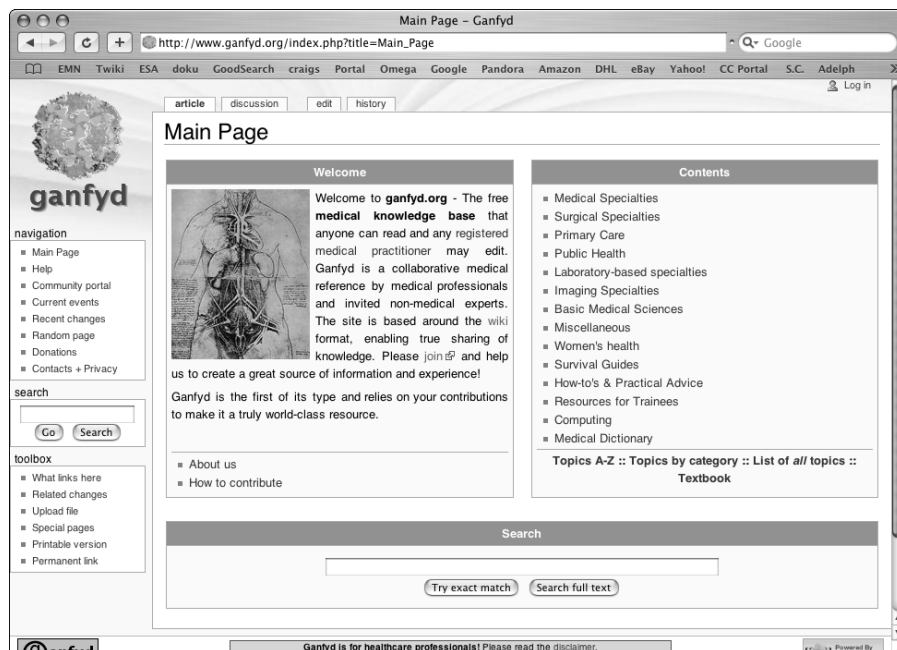 Main Page – Ganfyd
http://www.ganfyd.org/index.php?title=Main_Page
Google
EMN Twiki ESA doku GoodSearch craigs Portal Omega Google Pandora Amazon DHL eBay Yahoo! CC Portal S.C. Adelph
Log in
article discussion edit history
ganfyd
navigation
Main Page
Help
Community portal
Current events
Recent changes
Random page
Donations
Contacts + Privacy
search
Go Search
toolbox
What links here
Related changes
Upload file
Special pages
Printable version
Permanent link
Main Page
Welcome
Welcome to ganfyd.org - The free
medical knowledge base that
anyone can read and any registered
medical practitioner may edit.
Ganfyd is a collaborative medical
reference by medical professionals
and invited non-medical experts.
The site is based around the wiki
format, enabling true sharing of
knowledge. Please join and help
us to create a great source of information and experience!
Ganfyd is the first of its type and relies on your contributions
to make it a truly world-class resource.
About us
How to contribute
Contents
Medical Specialties
Surgical Specialties
Primary Care
Public Health
Laboratory-based specialties
Imaging Specialties
Basic Medical Sciences
Miscellaneous
Women's health
Survival Guides
How-to's & Practical Advice
Resources for Trainees
Computing
Medical Dictionary
Topics A-Z :: Topics by category :: List of all topics ::
Textbook
Search
Try exact match Search full text
Ganfyd is for healthcare professionals! Please read the disclaimer.
Powered By